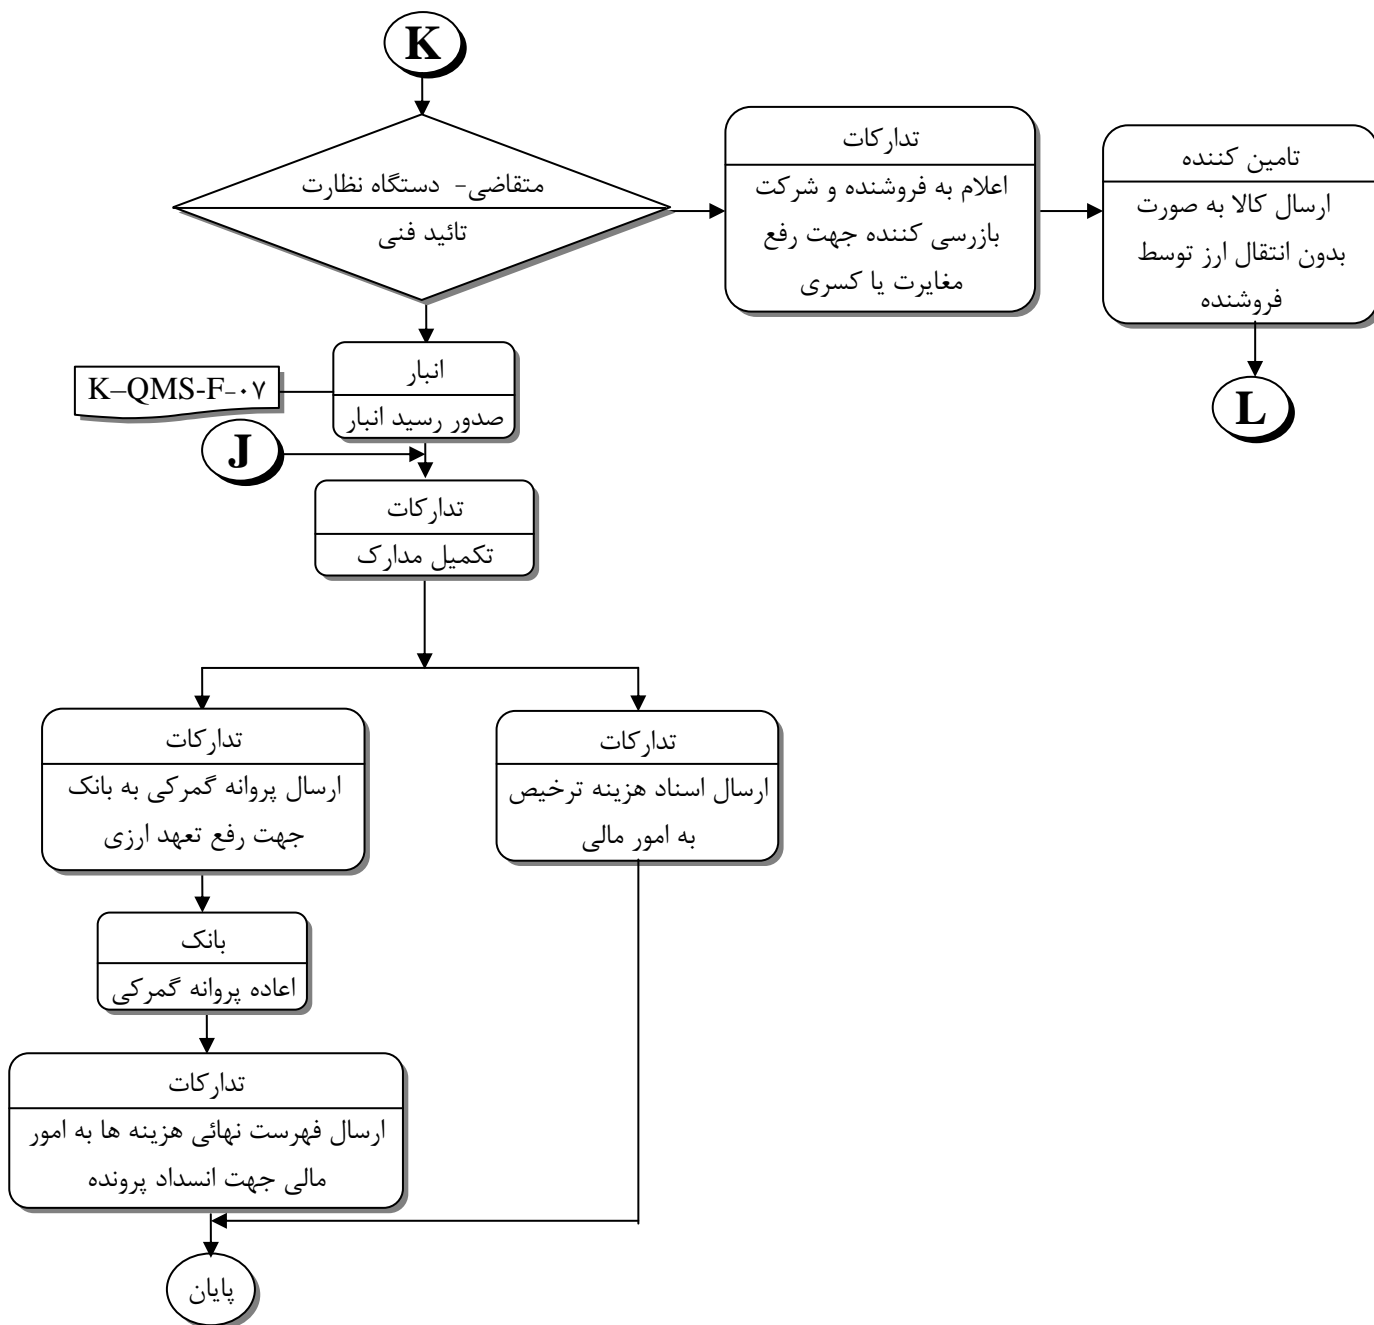 K
متقاضی- دستگاه نظارت
تائید فنی
تدارکات
اعلام به فروشنده و شرکت
بازرسی کننده جهت رفع
مغایرت یا کسری
تامین کننده
ارسال کالا به صورت
بدون انتقال ارز توسط
فروشنده
L
انبار
صدور رسید انبار
K–QMS-F-۰۷
J
تدارکات
تکمیل مدارک
تدارکات
ارسال اسناد هزینه ترخیص
به امور مالی
تدارکات
ارسال پروانه گمرکی به بانک
جهت رفع تعهد ارزی
بانک
اعاده پروانه گمرکی
تدارکات
ارسال فهرست نهائی هزینه ها به امور
مالی جهت انسداد پرونده
پایان